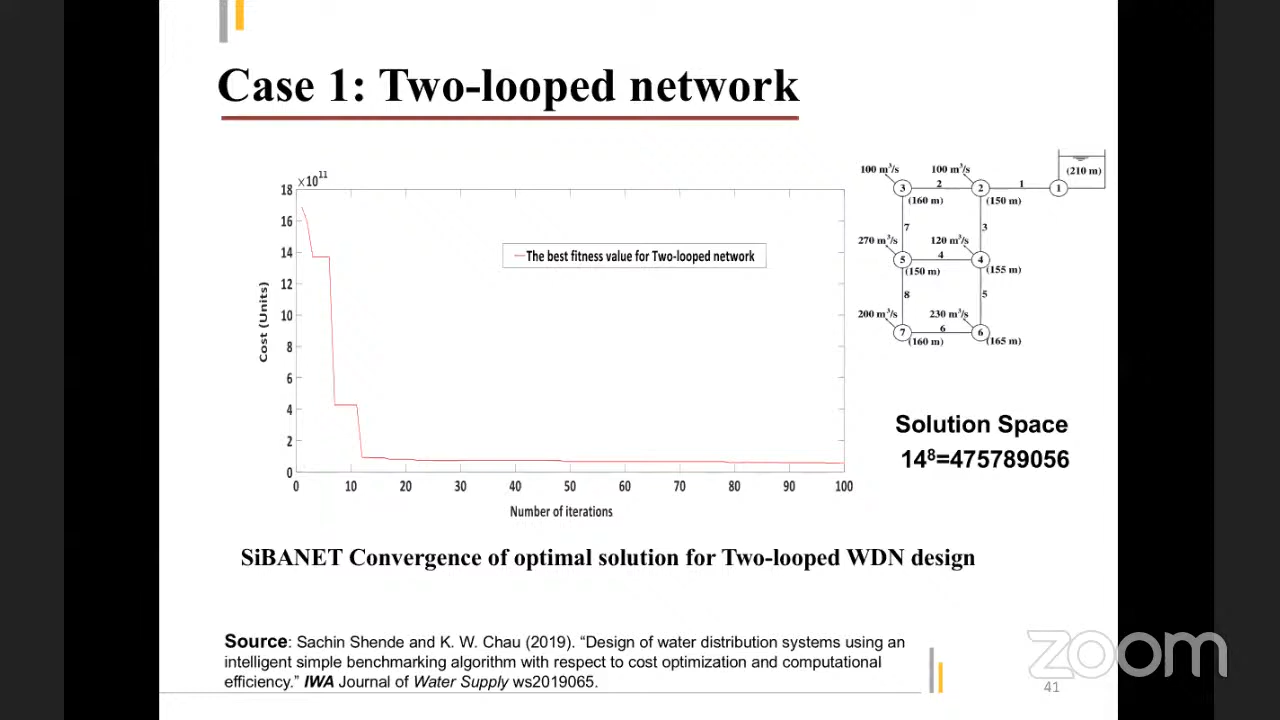 Case 1: Two-looped network
×10¹¹
18
16
14
12
10
8
6
4
2
0
Cost (Units)
The best fitness value for Two-looped network
0 10 20 30 40 50 60 70 80 90 100
Number of iterations
100 m³/s 100 m³/s (210 m)
3 2 2 1 1
(160 m) (150 m)
7 3
270 m³/s 120 m³/s
5 4 4
(150 m) (155 m)
8 5
200 m³/s 230 m³/s
7 6 6
(160 m) (165 m)
Solution Space
14⁸=475789056
SiBANET Convergence of optimal solution for Two-looped WDN design
Source: Sachin Shende and K. W. Chau (2019). “Design of water distribution systems using an
intelligent simple benchmarking algorithm with respect to cost optimization and computational
efficiency.” IWA Journal of Water Supply ws2019065.
zoom
41